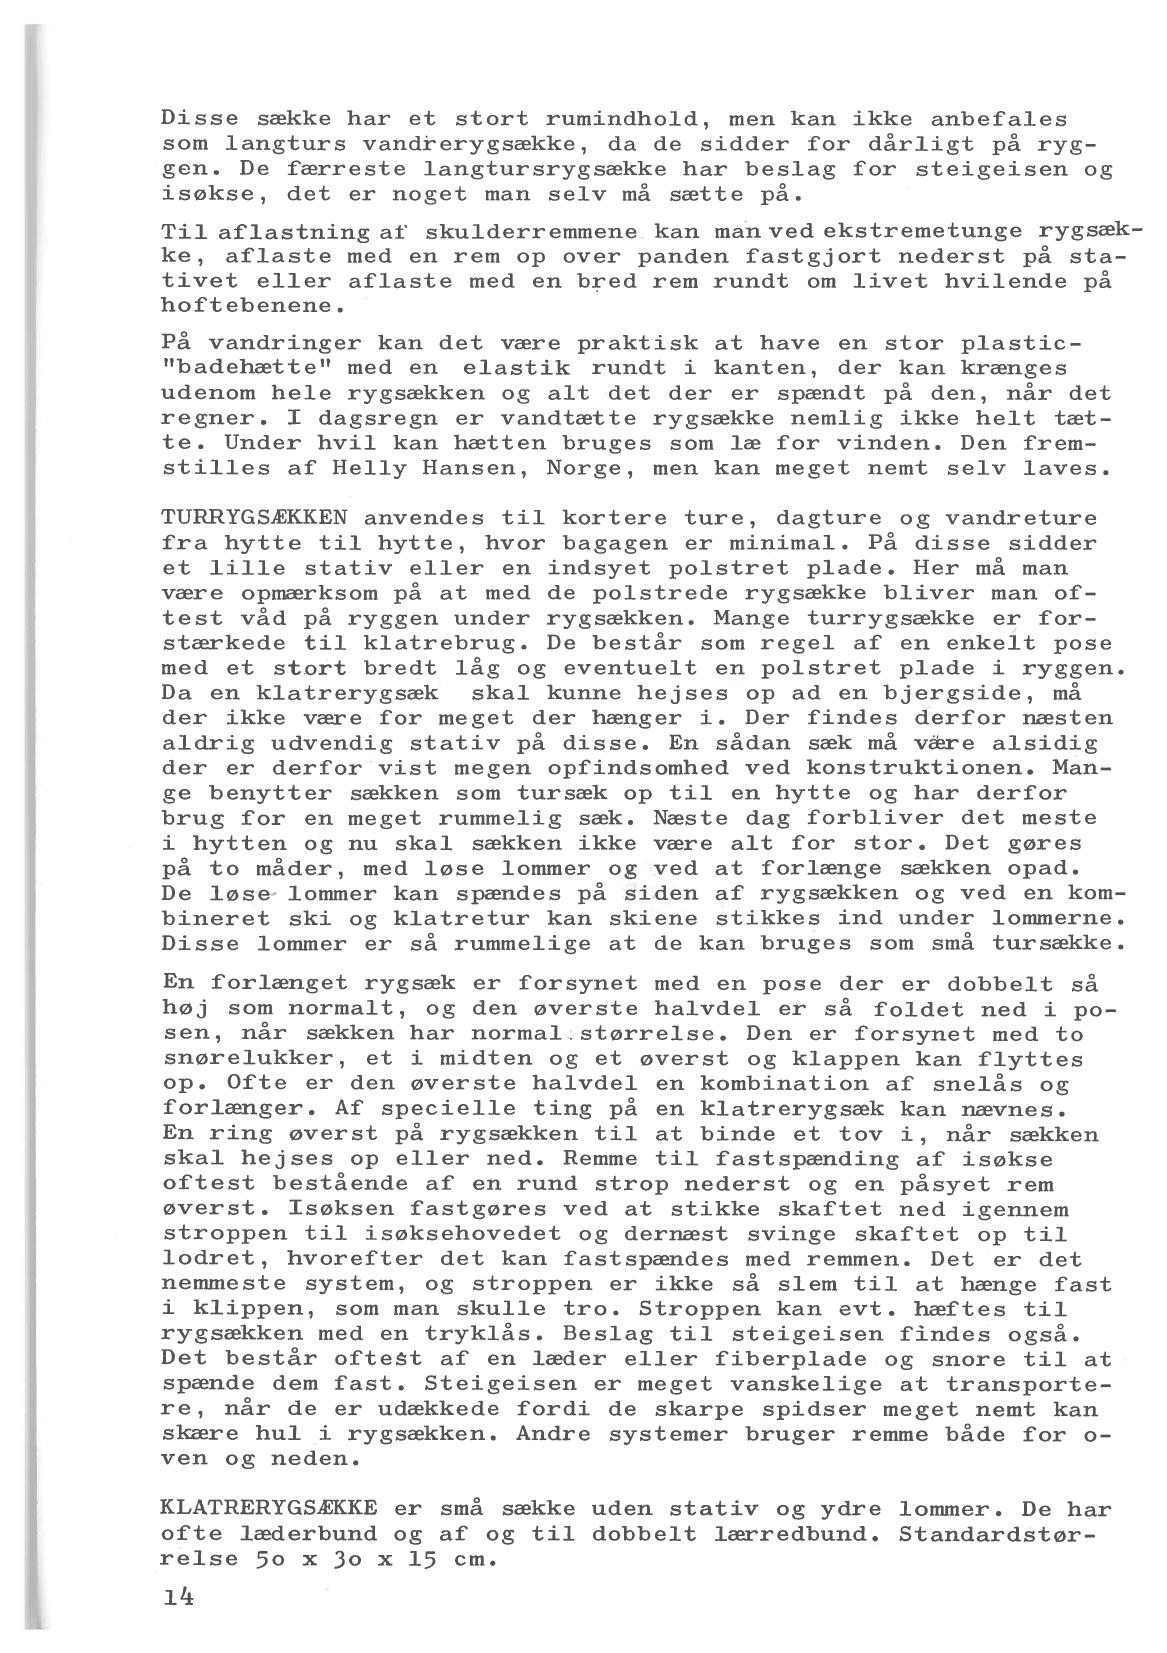 Disse sække har et stort rumindhold, men kan ikke anbefales
som langturs vandrerygsække, da de sidder for dårligt på ryg-
gen. De færreste langtursrygsække har beslag for steigeisen og
isøkse, det er noget man selv må sætte på.
Til aflastning af skulderremmene kan man ved ekstremetunge rygsæk-
ke, aflaste med en rem op over panden fastgjort nederst på sta-
tivet eller aflaste med en bred rem rundt om livet hvilende på
hoftebenene.
På vandringer kan det være praktisk at have en stor plastic-
"badehætte" med en elastik rundt i kanten, der kan krænges
udenom hele rygsækken og alt det der er spændt på den, når det
regner. I dagsregn er vandtætte rygsække nemlig ikke helt tæt-
te. Under hvil kan hætten bruges som læ for vinden. Den frem-
stilles af Helly Hansen, Norge, men kan meget nemt selv laves.
TURRYGSÆKKEN anvendes til kortere ture, dagture og vandreture
fra hytte til hytte, hvor bagagen er minimal. På disse sidder
et lille stativ eller en indsyet polstret plade. Her må man
være opmærksom på at med de polstrede rygsække bliver man of-
test våd på ryggen under rygsækken. Mange turrygsække er for-
stærkede til klatrebrug. De består som regel af en enkelt pose
med et stort bredt låg og eventuelt en polstret plade i ryggen.
Da en klatrerygsæk skal kunne hejses op ad en bjergside, må
der ikke være for meget der hænger i. Der findes derfor næsten
aldrig udvendig stativ på disse. En sådan sæk må være alsidig
der er derfor vist megen opfindsomhed ved konstruktionen. Man-
ge benytter sækken som tursæk op til en hytte og har derfor
brug for en meget rummelig sæk. Næste dag forbliver det meste
i hytten og nu skal sækken ikke være alt for stor. Det gøres
på to måder, med løse lommer og ved at forlænge sækken opad.
De løse lommer kan spændes på siden af rygsækken og ved en kom-
bineret ski og klatretur kan skiene stikkes ind under lommerne.
Disse lommer er så rummelige at de kan bruges som små tursække.
En forlænget rygsæk er forsynet med en pose der er dobbelt så
høj som normalt, og den øverste halvdel er så foldet ned i po-
sen, når sækken har normal størrelse. Den er forsynet med to
snørelukker, et i midten og et øverst og klappen kan flyttes
op. Ofte er den øverste halvdel en kombination af snelås og
forlænger. Af specielle ting på en klatrerygsæk kan nævnes.
En ring øverst på rygsækken til at binde et tov i, når sækken
skal hejses op eller ned. Remme til fastspænding af isøkse
oftest bestående af en rund strop nederst og en påsyet rem
øverst. Isøksen fastgøres ved at stikke skaftet ned igennem
stroppen til isøksehovedet og dernæst svinge skaftet op til
lodret, hvorefter det kan fastspændes med remmen. Det er det
nemmeste system, og stroppen er ikke så slem til at hænge fast
i klippen, som man skulle tro. Stroppen kan evt. hæftes til
rygsækken med en tryklås. Beslag til steigeisen findes også.
Det består oftest af en læder eller fiberplade og snore til at
spænde dem fast. Steigeisen er meget vanskelige at transporte-
re, når de er udækkede fordi de skarpe spidser meget nemt kan
skære hul i rygsækken. Andre systemer bruger remme både for o-
ven og neden.
KLATRERYGSÆKKE er små sække uden stativ og ydre lommer. De har
ofte læderbund og af og til dobbelt lærredbund. Standardstør-
relse 5o x 3o x 15 cm.
14